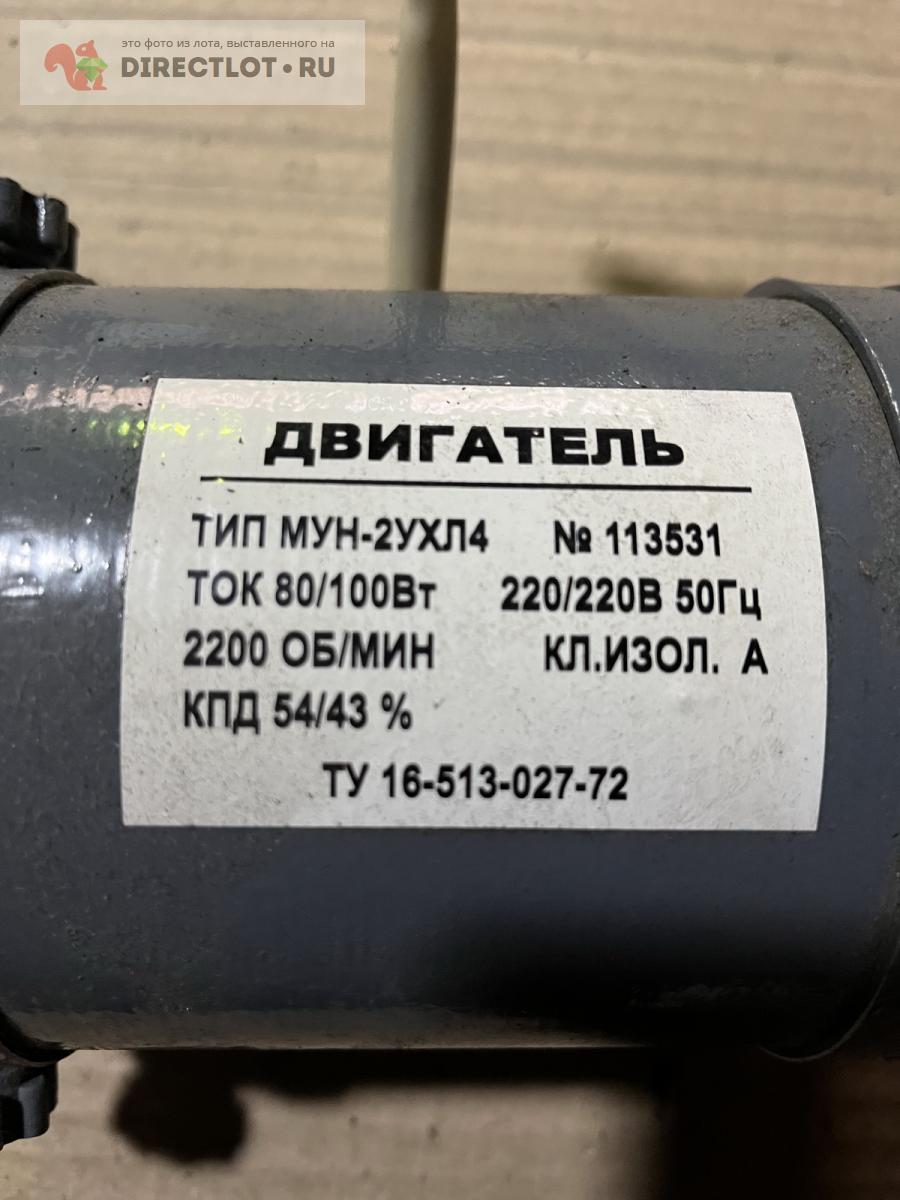 это фото из лота, выставленного на
DIRECTLOT•RU
ДВИГАТЕЛЬ
ТИП МУН-2УХЛ4 № 113531
ТОК 80/100Вт 220/220В 50Гц
2200 ОБ/МИН КЛ.ИЗОЛ. А
КПД 54/43 %
ТУ 16-513-027-72